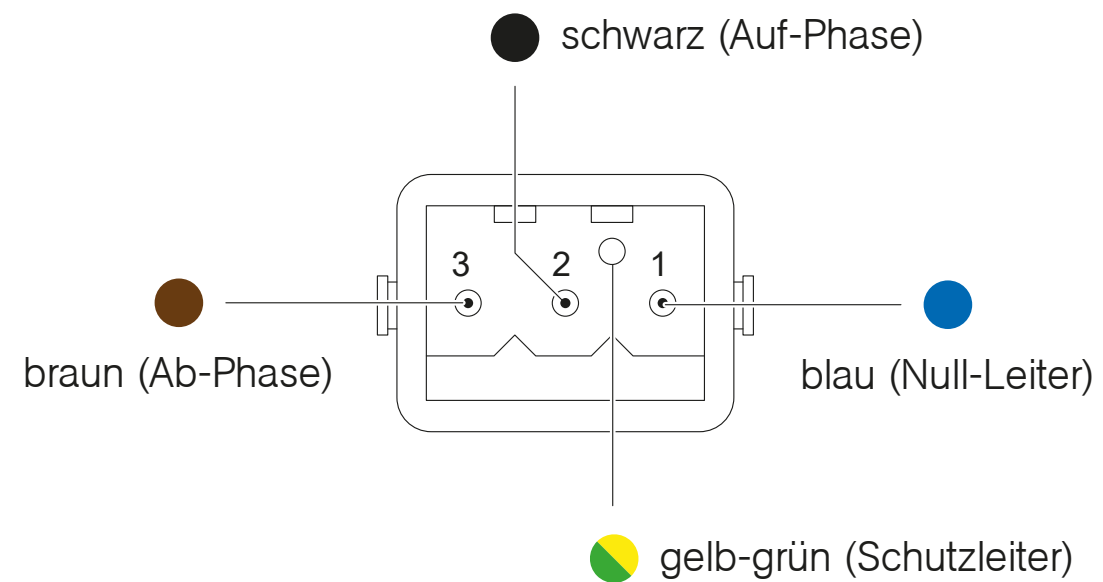 schwarz (Auf-Phase)
3
2
1
braun (Ab-Phase)
blau (Null-Leiter)
gelb-grün (Schutzleiter)